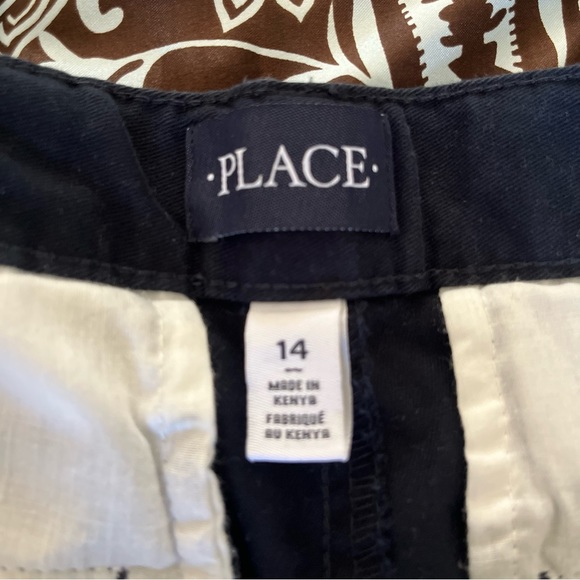 ·PLACE·
14
MADE IN
KENYA
FABRIQUÉ
AU KENYA